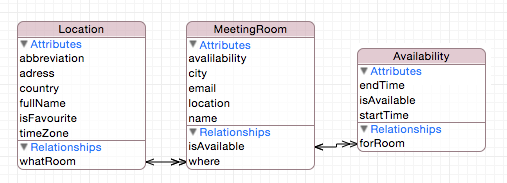 Location
Attributes
abbreviation
adress
country
fullName
isFavourite
timeZone
Relationships
whatRoom
MeetingRoom
Attributes
avalilability
city
email
location
name
Relationships
isAvailable
where
Availability
Attributes
endTime
isAvailable
startTime
Relationships
forRoom